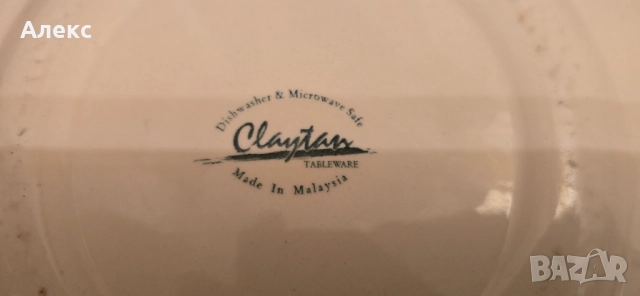 Алекс
Dishwasher & Microwave Safe
Claytan
TABLEWARE
Made In Malaysia
BAZAR